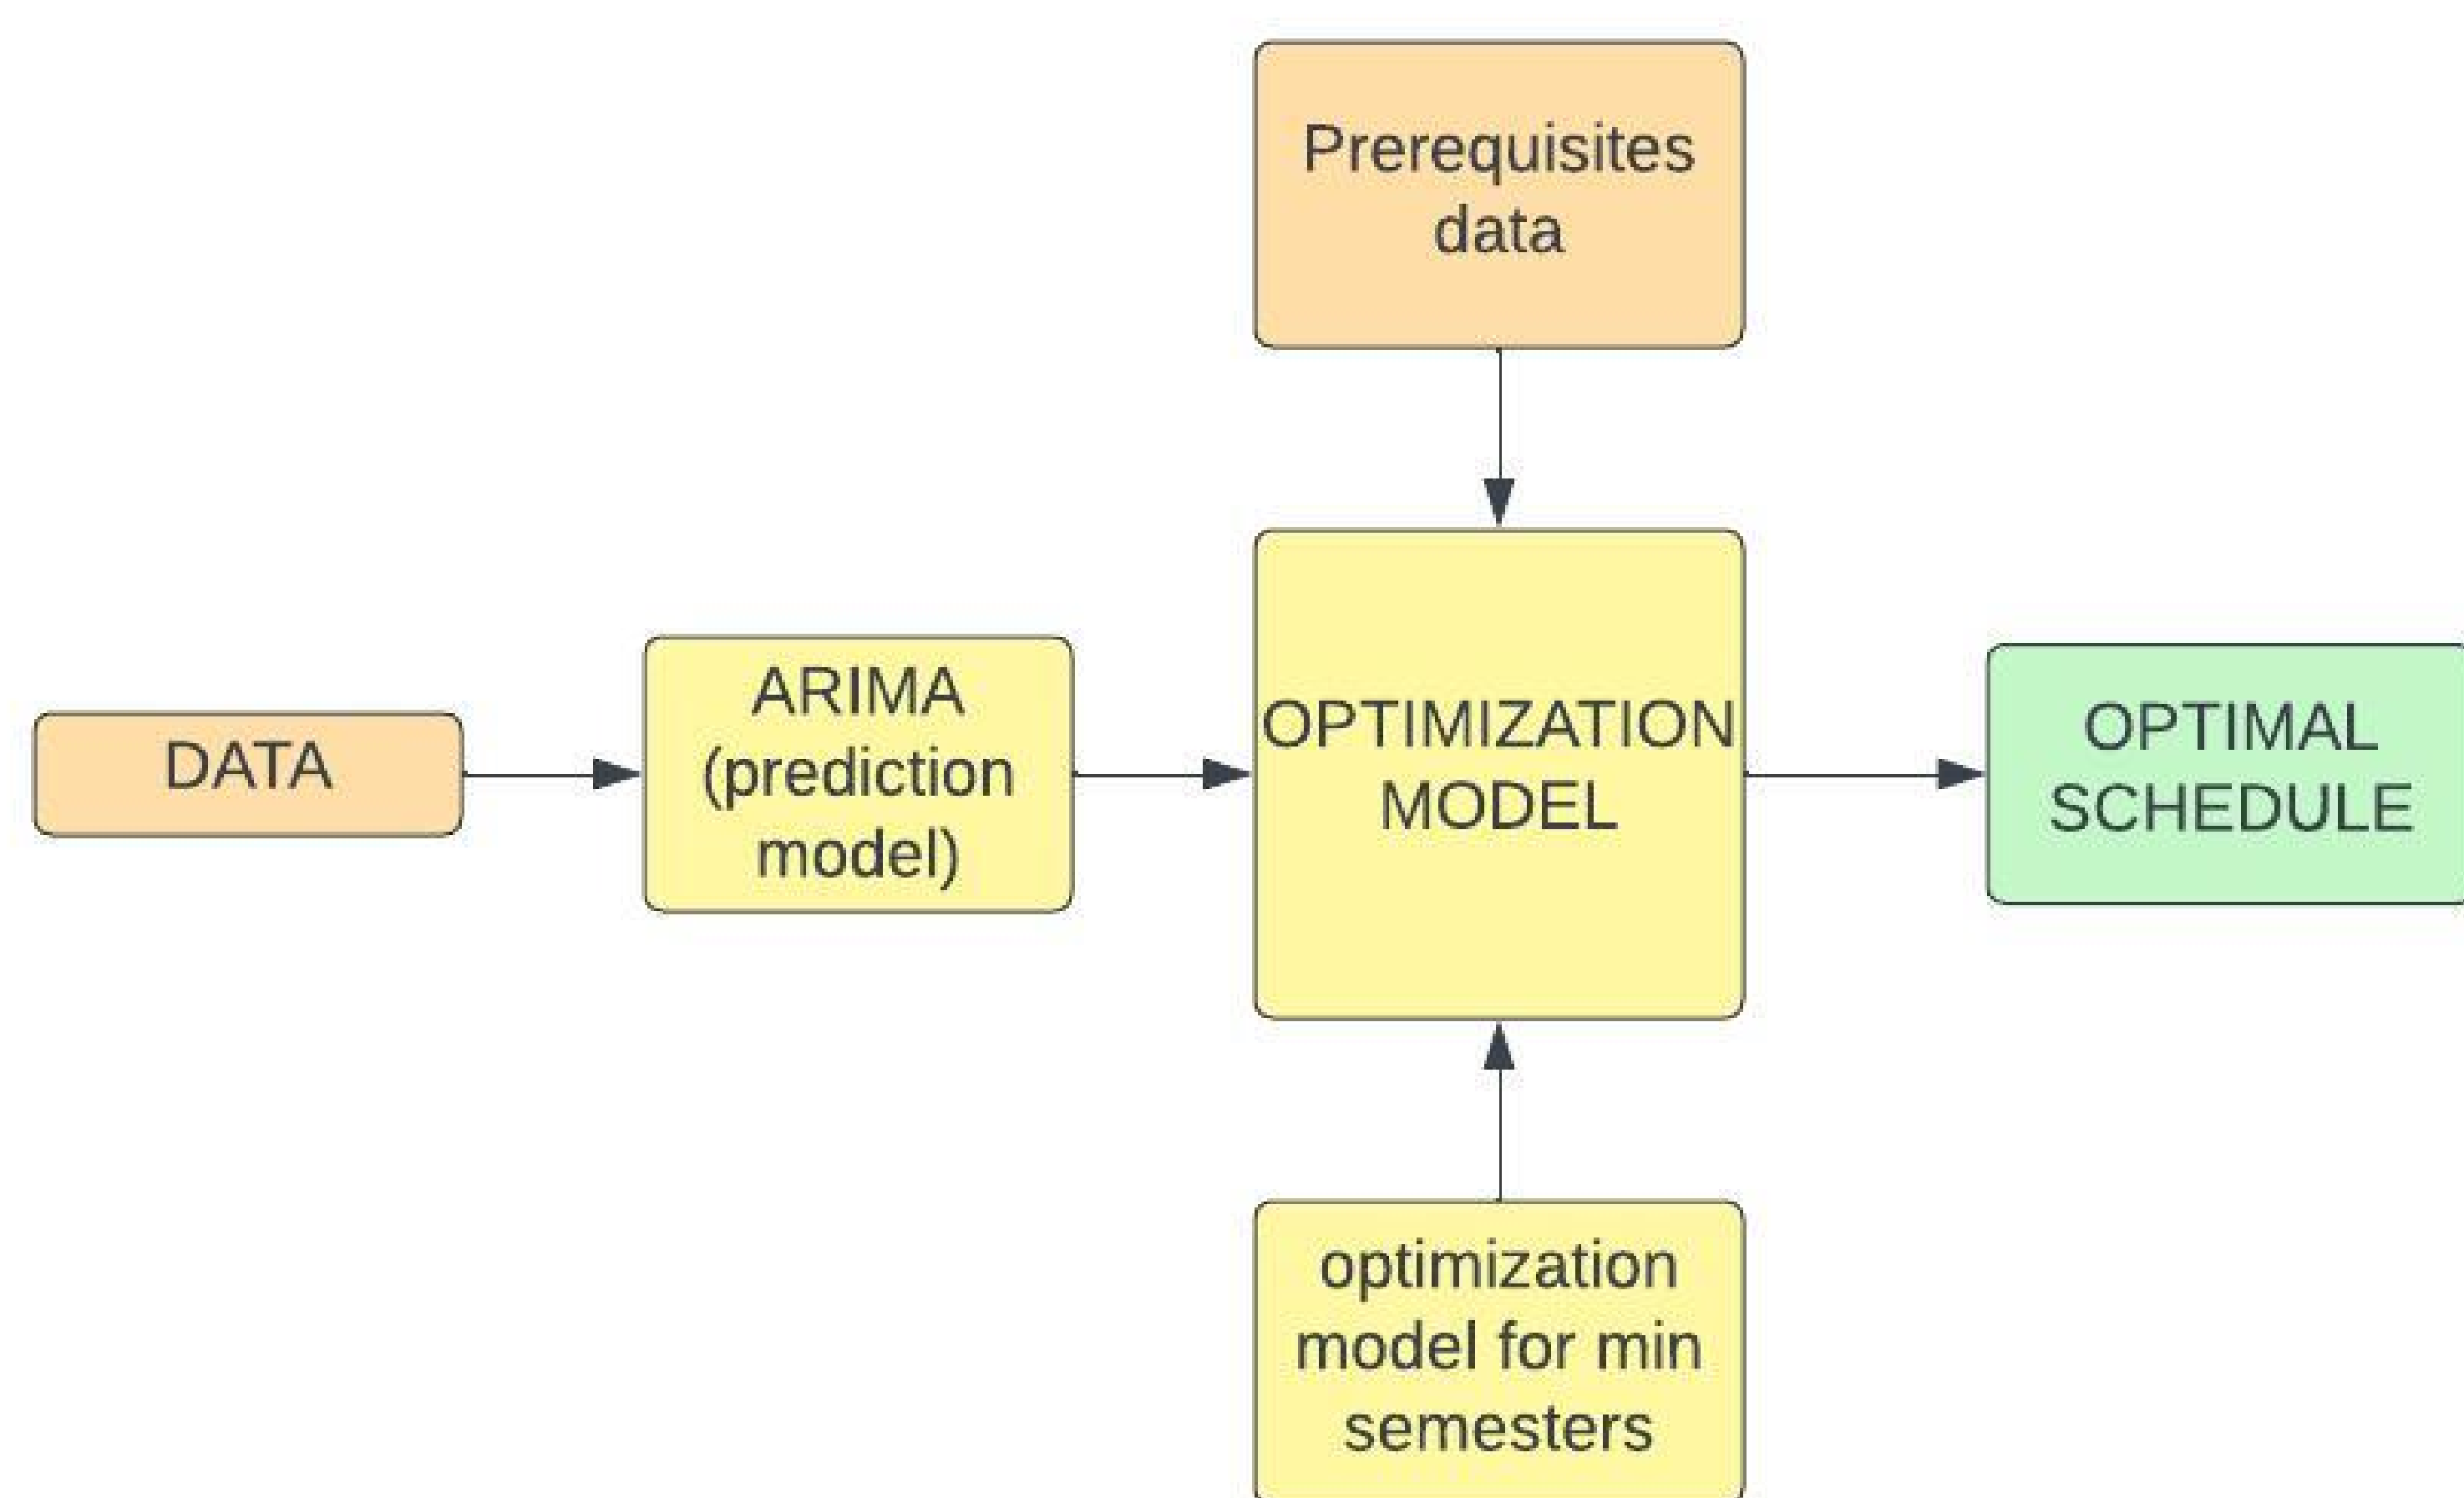 Prerequisites
data
DATA
ARIMA
(prediction
model)
OPTIMIZATION
MODEL
OPTIMAL
SCHEDULE
optimization
model for min
semesters